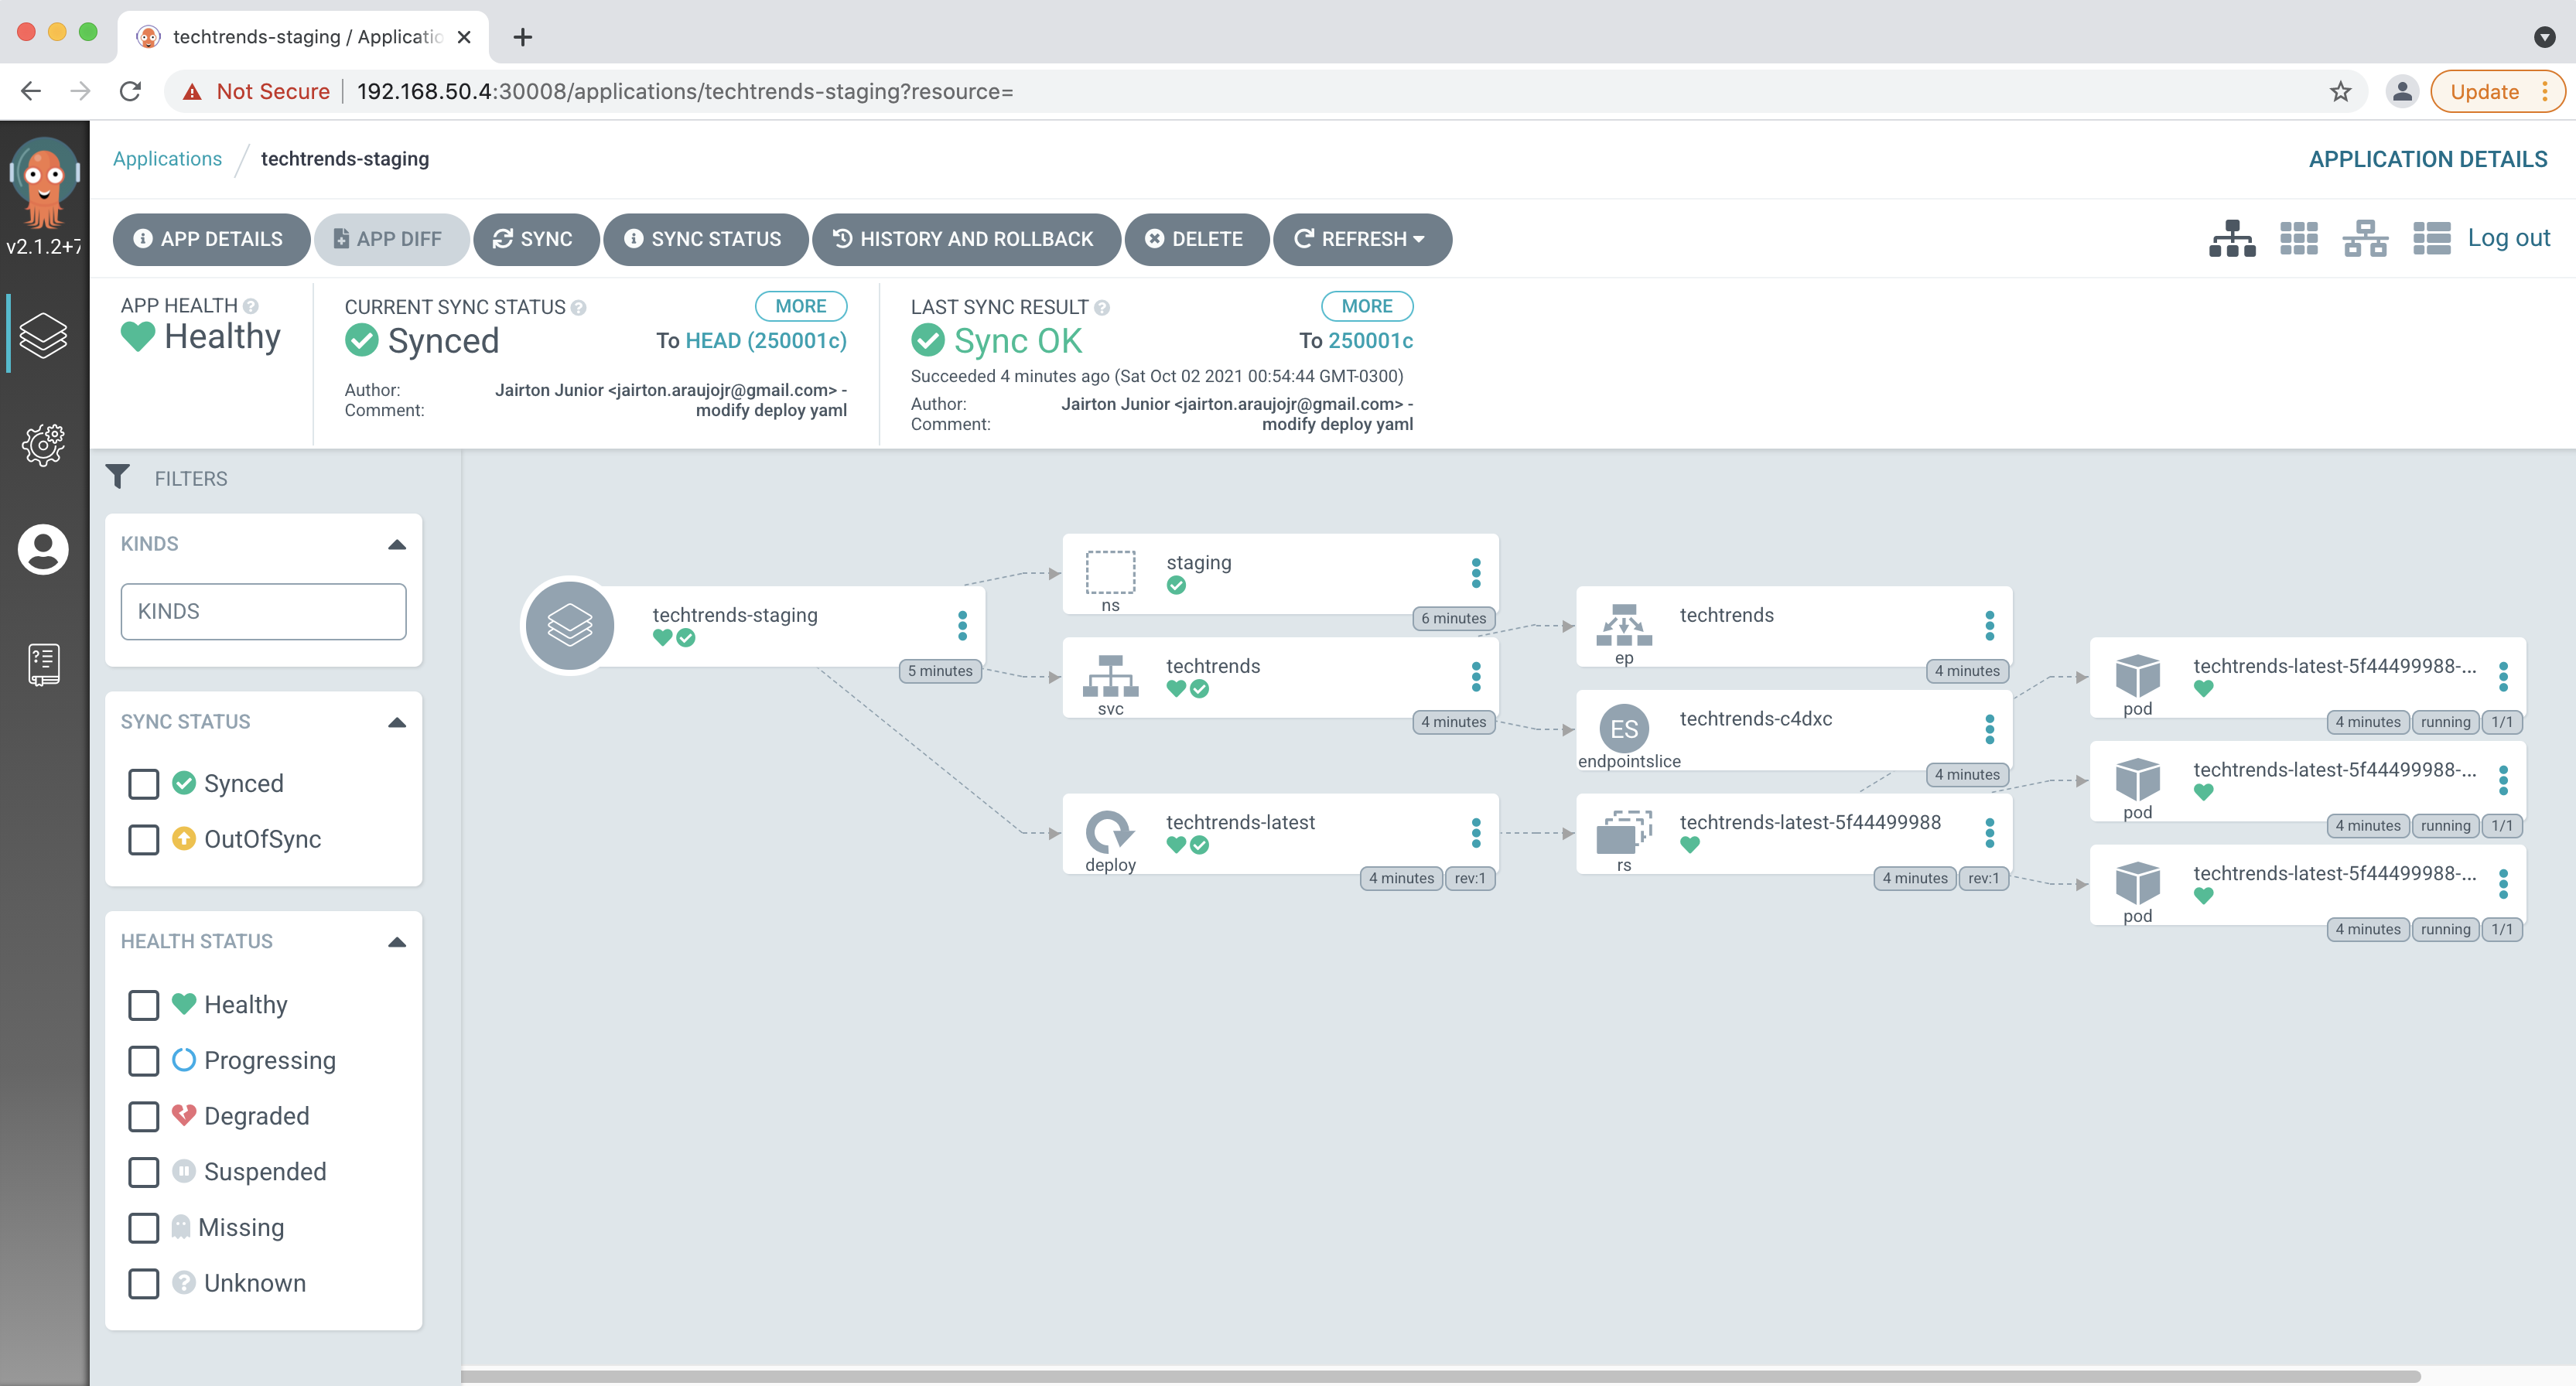 techtrends-staging / Applicatio
Not Secure
192.168.50.4:30008/applications/techtrends-staging?resource=
Update
v2.1.2+7
Applications / techtrends-staging
APPLICATION DETAILS
APP DETAILS
APP DIFF
SYNC
SYNC STATUS
HISTORY AND ROLLBACK
DELETE
REFRESH
Log out
APP HEALTH
Healthy
CURRENT SYNC STATUS
MORE
Synced
To HEAD (250001c)
Author: Jairton Junior <jairton.araujojr@gmail.com> -
Comment: modify deploy yaml
LAST SYNC RESULT
MORE
Sync OK
To 250001c
Succeeded 4 minutes ago (Sat Oct 02 2021 00:54:44 GMT-0300)
Author: Jairton Junior <jairton.araujojr@gmail.com> -
Comment: modify deploy yaml
FILTERS
KINDS
KINDS
SYNC STATUS
Synced
OutOfSync
HEALTH STATUS
Healthy
Progressing
Degraded
Suspended
Missing
Unknown
techtrends-staging
5 minutes
staging
ns
6 minutes
techtrends
svc
4 minutes
techtrends-latest
deploy
4 minutes rev:1
techtrends
ep
4 minutes
ES
techtrends-c4dxc
endpointslice
4 minutes
techtrends-latest-5f44499988
rs
4 minutes rev:1
techtrends-latest-5f44499988-...
pod
4 minutes running 1/1
techtrends-latest-5f44499988-...
pod
4 minutes running 1/1
techtrends-latest-5f44499988-...
pod
4 minutes running 1/1